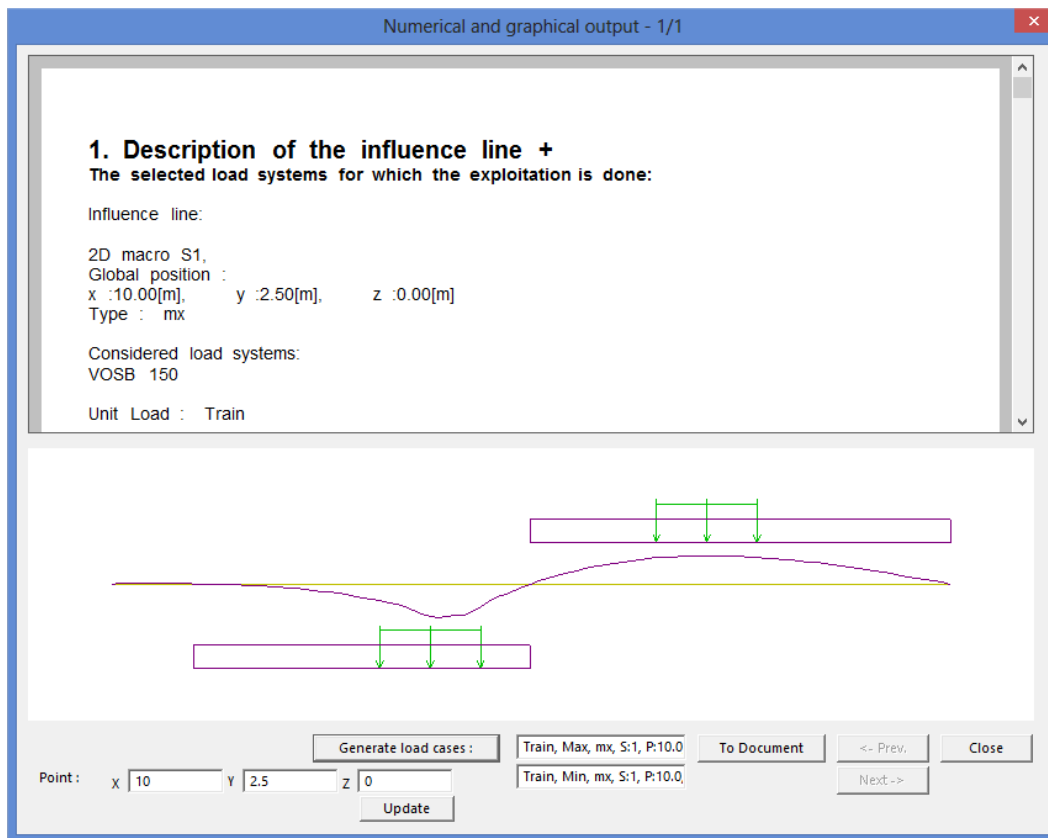 Numerical and graphical output - 1/1
1. Description of the influence line +
The selected load systems for which the exploitation is done:
Influence line:
2D macro S1,
Global position :
x :10.00[m], y :2.50[m], z :0.00[m]
Type : mx
Considered load systems:
VOSB 150
Unit Load : Train
Generate load cases :
Train, Max, mx, S:1, P:10.0
To Document
<- Prev.
Close
Point : X 10 Y 2.5 Z 0
Train, Min, mx, S:1, P:10.0,
Next ->
Update